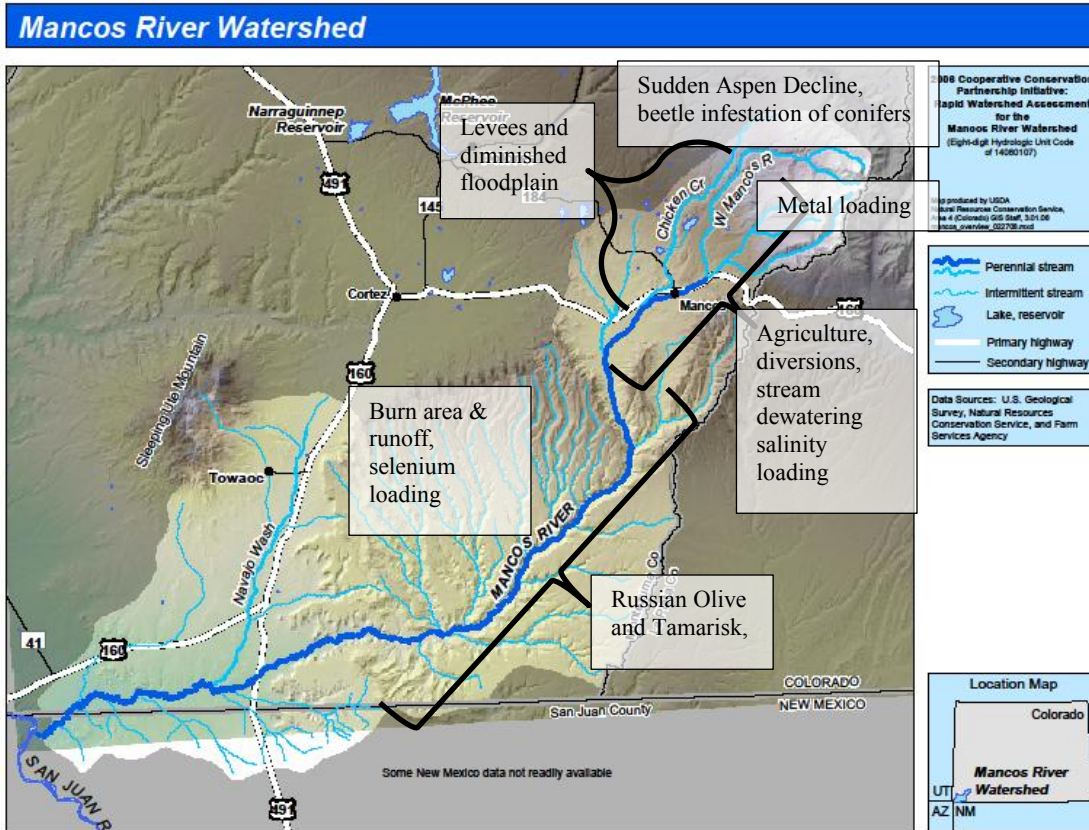 Mancos River Watershed
Sudden Aspen Decline,
beetle infestation of conifers
Levees and
diminished
floodplain
Metal loading
Agriculture,
diversions,
stream
dewatering
salinity
loading
Burn area &
runoff,
selenium
loading
Russian Olive
and Tamarisk,
Narraguinnep
Reservoir
McPhee
Reservoir
491
145
184
Chicken Cr
W Mancos R
Cortez
Mancos
160
160
Sleeping Ute Mountain
Towaoc
Navajo Wash
MANCOS RIVER
41
160
COLORADO
NEW MEXICO
San Juan County
SAN JUAN R
491
Some New Mexico data not readily available
2006 Cooperative Conservation
Partnership Initiative:
Rapid Watershed Assessment
for the
Mancos River Watershed
(Eight-digit Hydrologic Unit Code
of 14080107)
Map produced by USDA
Natural Resources Conservation Service,
Area 4 (Colorado) GIS Staff, 3.01.06
mancos_overview_022706.mxd
Perennial stream
Intermittent stream
Lake, reservoir
Primary highway
Secondary highway
Data Sources: U.S. Geological
Survey, Natural Resources
Conservation Service, and Farm
Services Agency
Location Map
Colorado
Mancos River
Watershed
UT
AZ NM